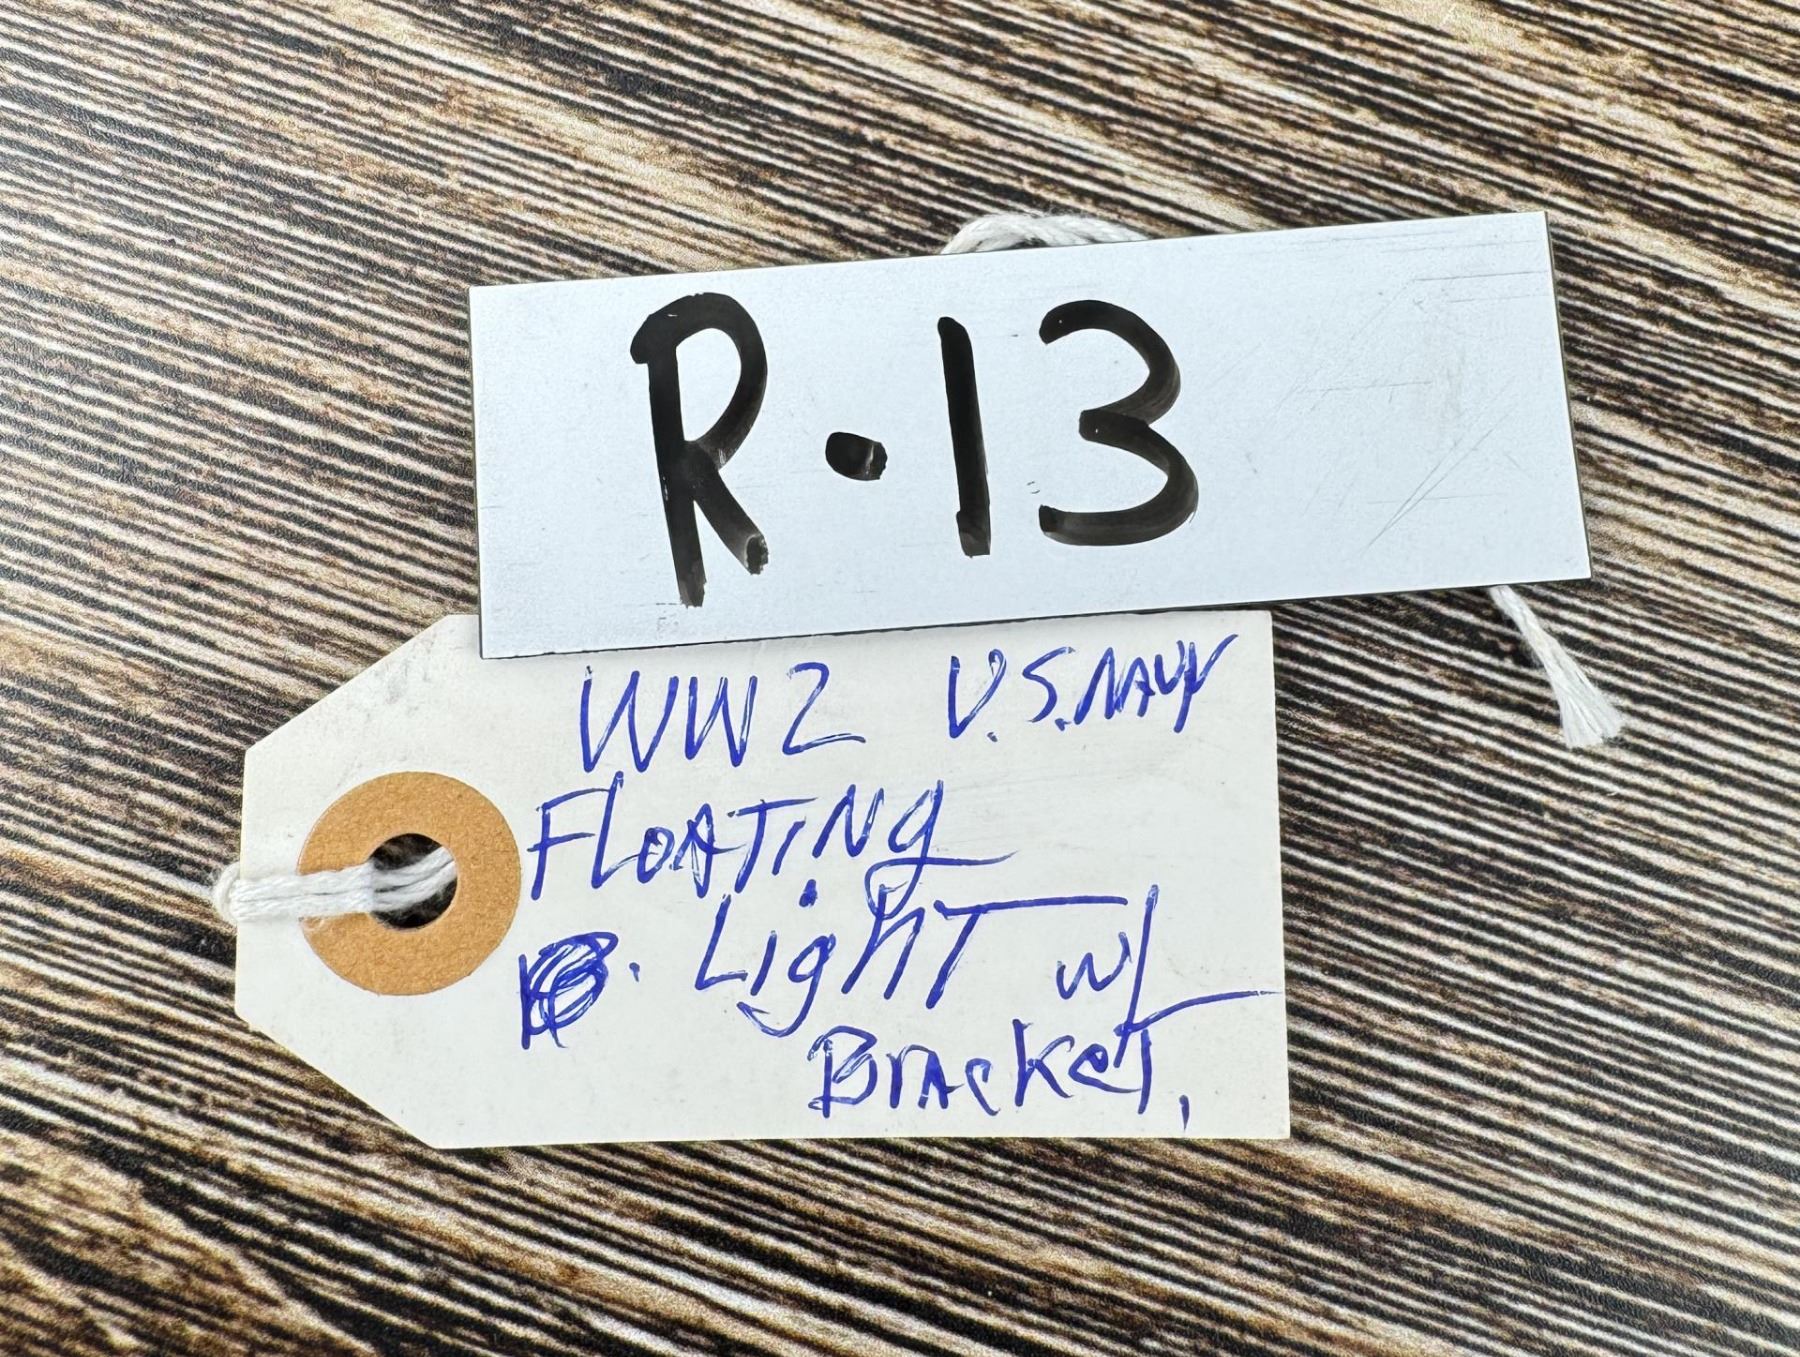 R-13
WW2 U.S. NAVY
FLOATING
LighT w/
BrAckeT.